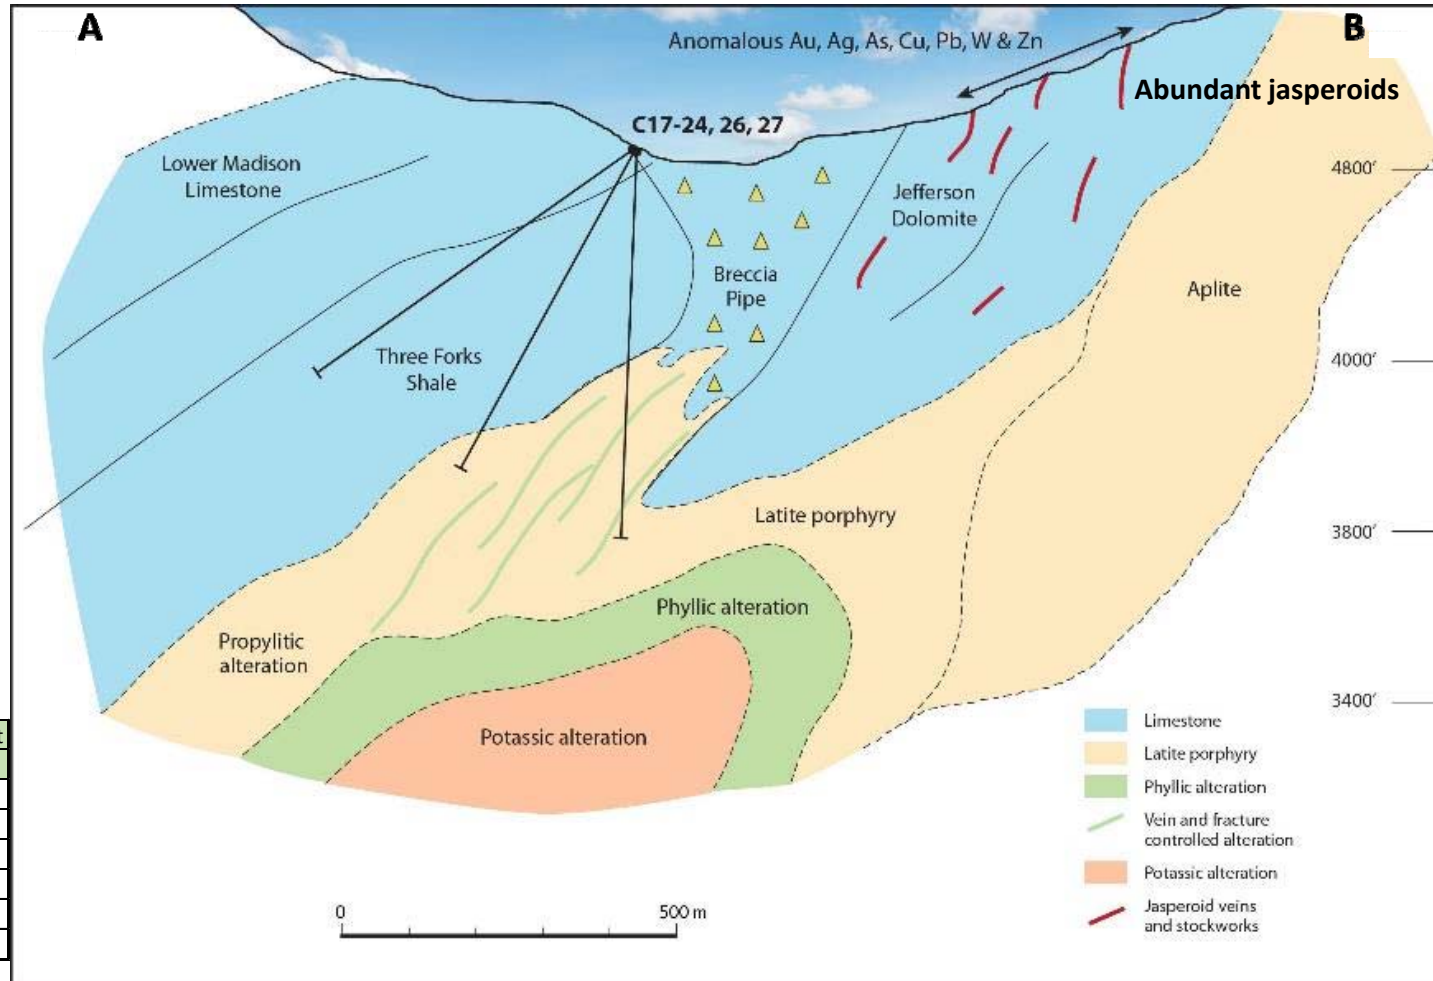 A
B
Anomalous Au, Ag, As, Cu, Pb, W & Zn
Abundant jasperoids
C17-24, 26, 27
Lower Madison
Limestone
Jefferson
Dolomite
4800'
Breccia
Pipe
Aplite
Three Forks
Shale
4000'
Latite porphyry
3800'
Phyllic alteration
Propylitic
alteration
3400'
Potassic alteration
Limestone
Latite porphyry
Phyllic alteration
Vein and fracture
controlled alteration
Potassic alteration
Jasperoid veins
and stockworks
0
500 m